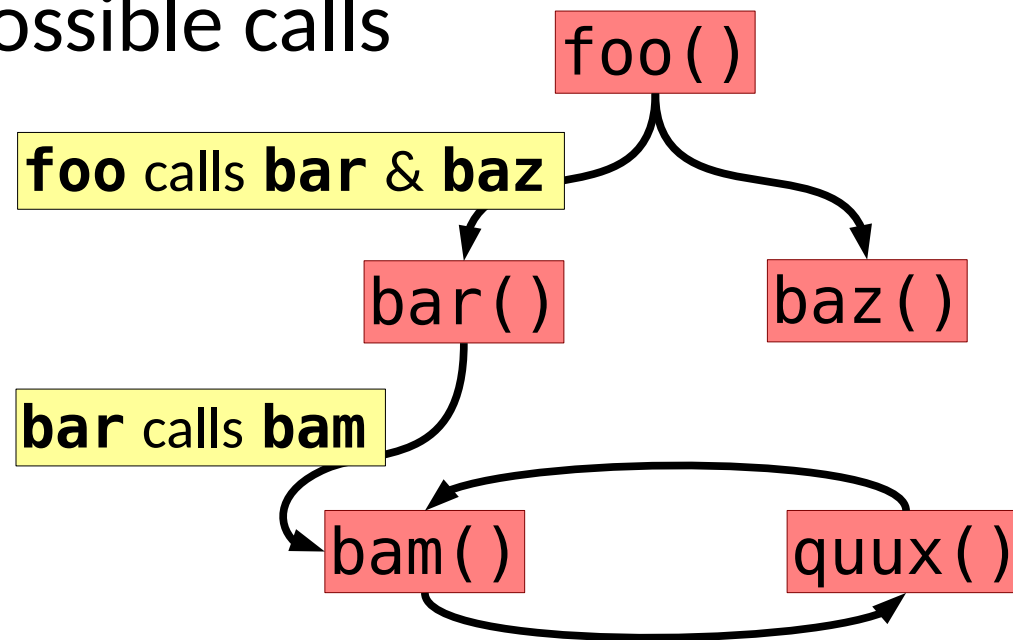 ossible calls
foo()
foo calls bar & baz
bar()
baz()
bar calls bam
bam()
quux()